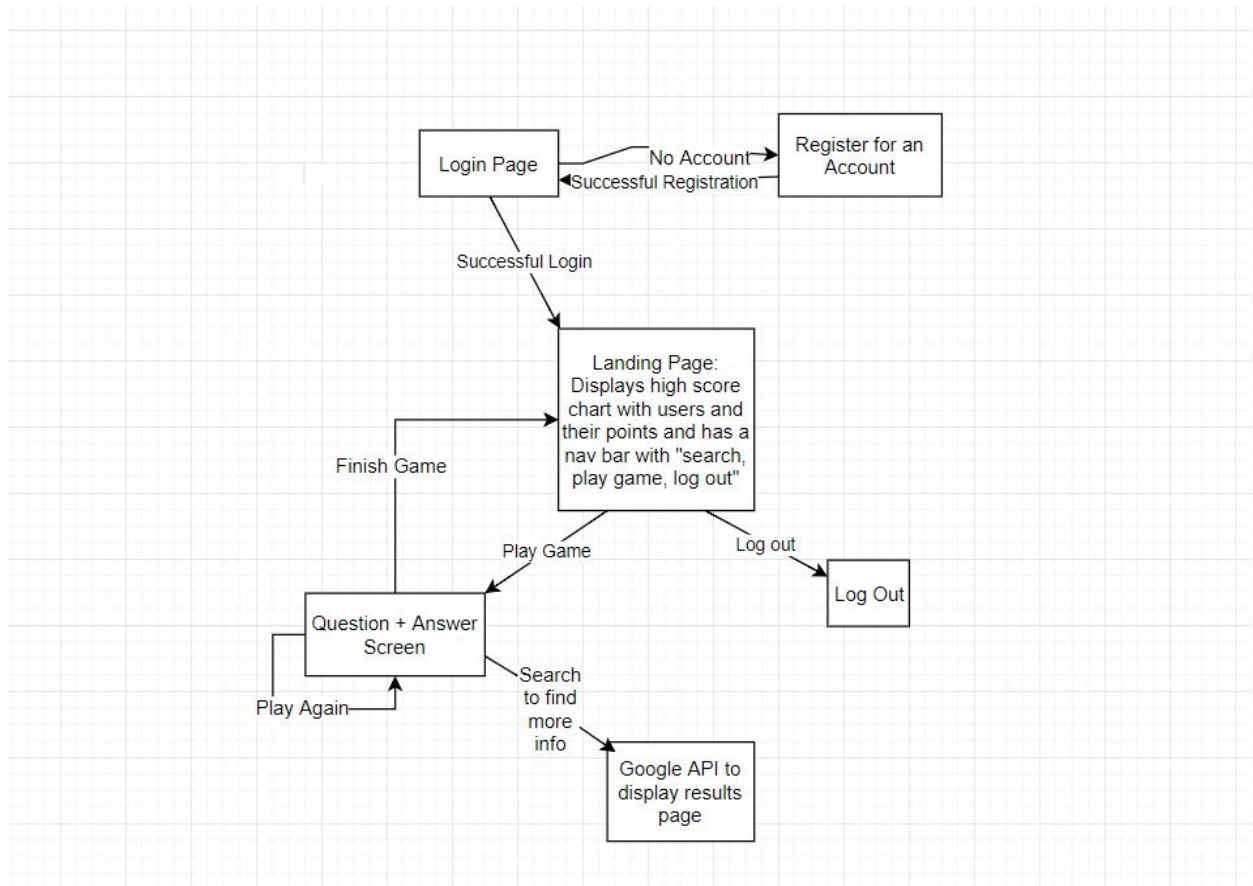 Login Page
No Account
Successful Registration
Register for an
Account
Successful Login
Landing Page:
Displays high score
chart with users and
their points and has a
nav bar with "search,
play game, log out"
Finish Game
Play Game
Log out
Log Out
Question + Answer
Screen
Play Again
Search
to find
more
info
Google API to
display results
page